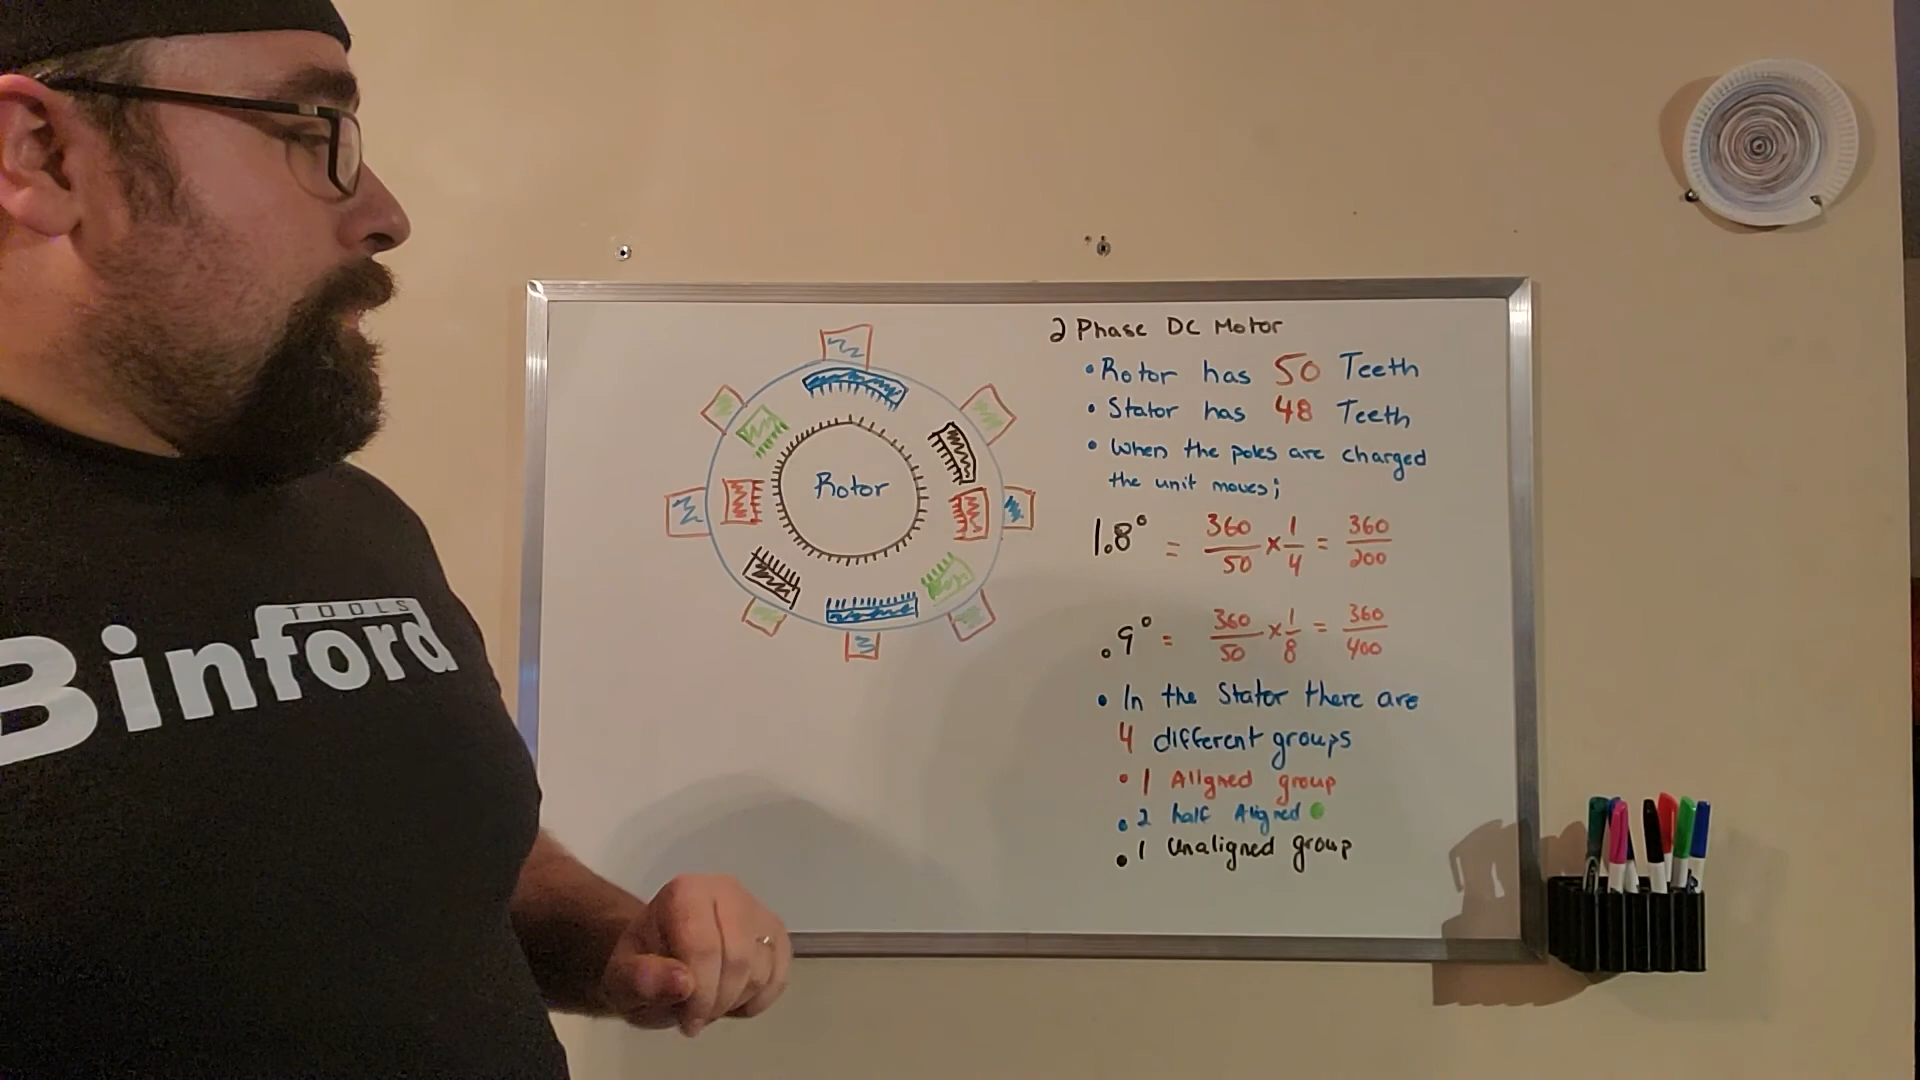 TOOLS
Binford
Rotor
2 Phase DC Motor
• Rotor has 50 Teeth
• Stator has 48 Teeth
• When the poles are charged
the unit moves;
1.8° = 360/50 × 1/4 = 360/200
.9° = 360/50 × 1/8 = 360/400
• In the Stator there are
4 different groups
• 1 Aligned group
• 2 half Aligned
• 1 Unaligned group